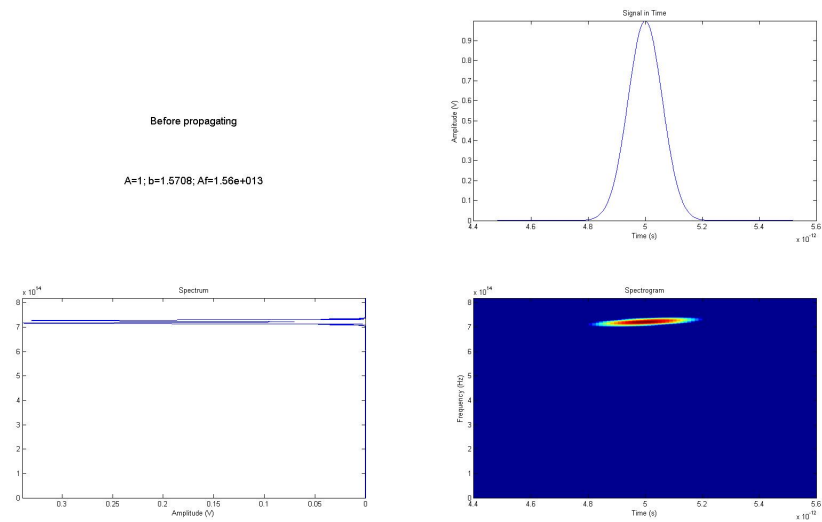 Before propagating
A=1; b=1.5708; Af=1.56e+013
Signal in Time
0.9
0.8
0.7
0.6
0.5
0.4
0.3
0.2
0.1
0
Amplitude (V)
4.4 4.6 4.8 5 5.2 5.4 5.6
Time (s)
x 10^-12
Spectrum
x 10^14
8
7
6
5
4
3
2
1
0
0.3 0.25 0.2 0.15 0.1 0.05 0
Amplitude (V)
Spectrogram
x 10^14
8
7
6
5
4
3
2
1
0
Frequency (Hz)
4.4 4.6 4.8 5 5.2 5.4 5.6
Time (s)
x 10^-12